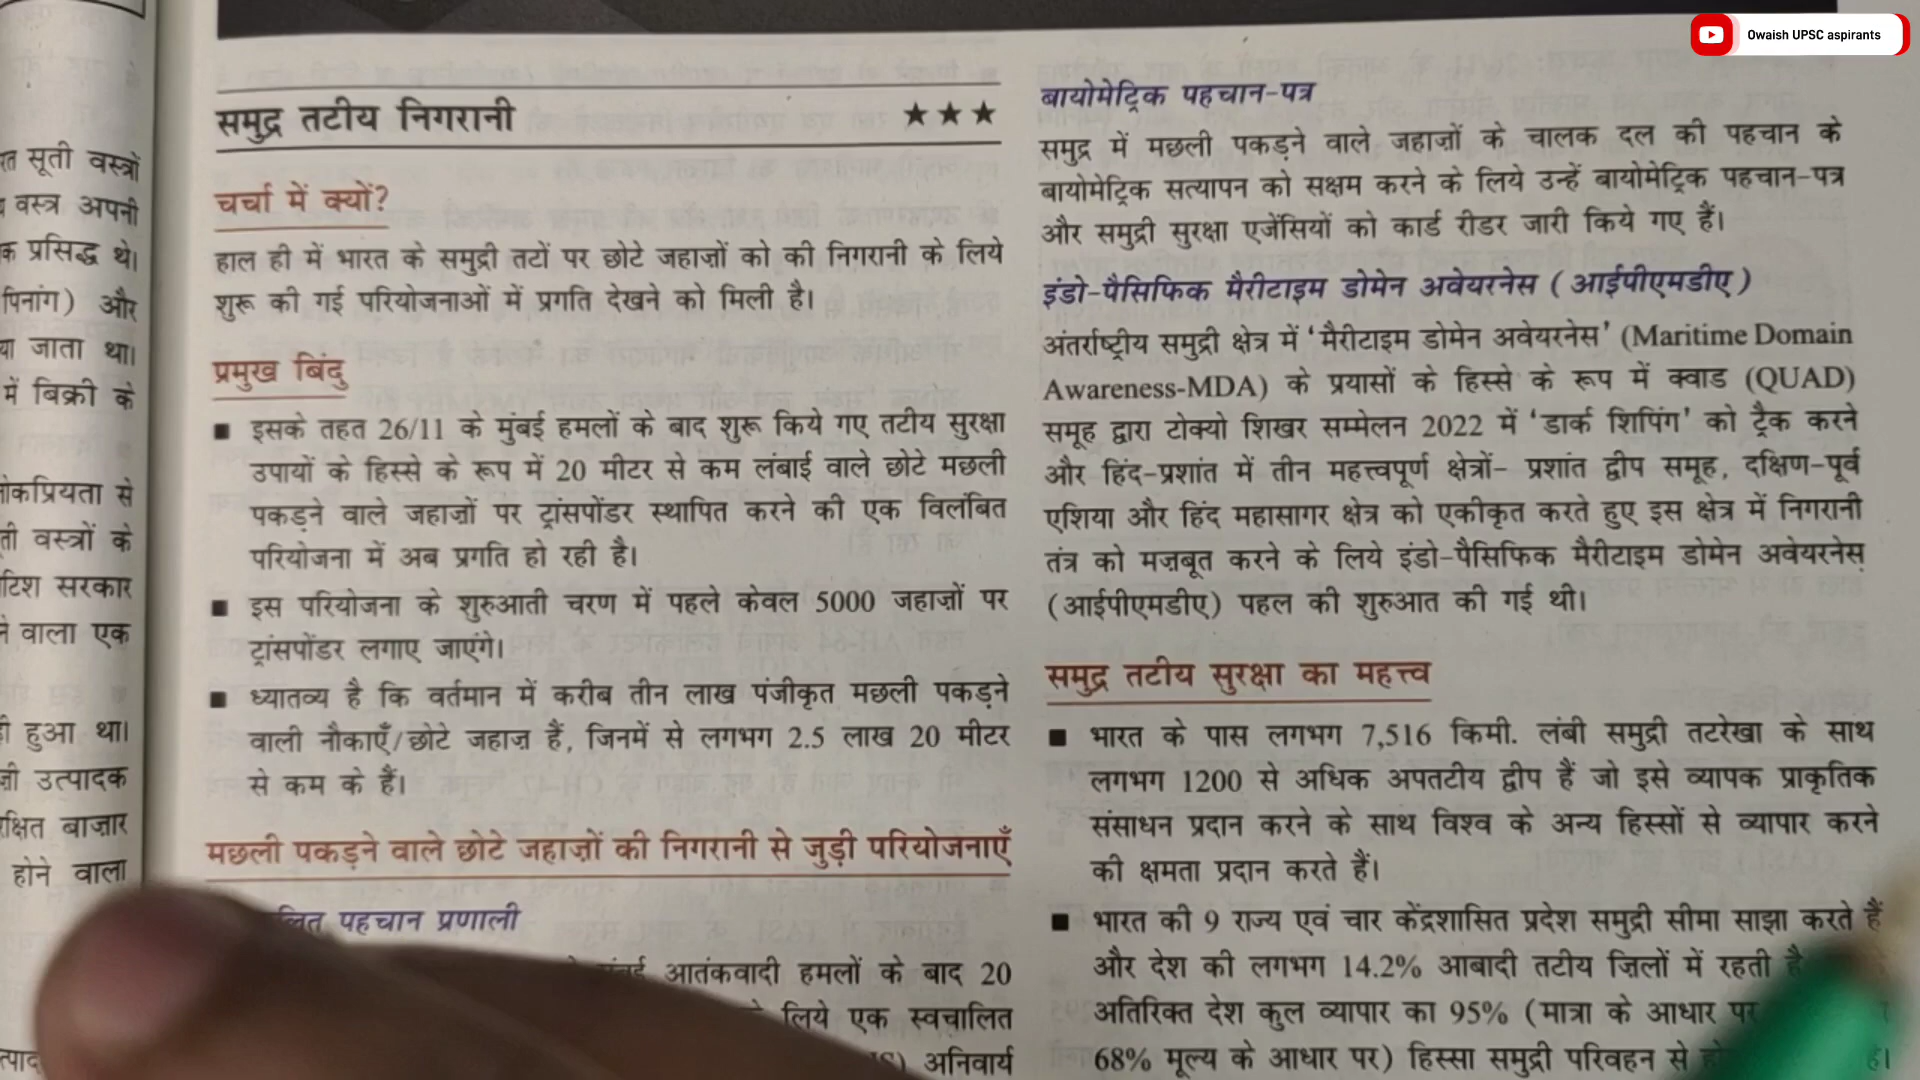 Owaish UPSC aspirants
सूती वस्त्रों
वस्त्र अपनी
प्रसिद्ध थे।
और
जाता था।
में बिक्री के
से
वस्त्रों के
सरकार
वाला एक
हुआ था।
उत्पादक
बाज़ार
होने वाला
समुद्र तटीय निगरानी ★★★
चर्चा में क्यों?
हाल ही में भारत के समुद्री तटों पर छोटे जहाज़ों को की निगरानी के लिये
शुरू की गई परियोजनाओं में प्रगति देखने को मिली है।
प्रमुख बिंदु
■ इसके तहत 26/11 के मुंबई हमलों के बाद शुरू किये गए तटीय सुरक्षा
उपायों के हिस्से के रूप में 20 मीटर से कम लंबाई वाले छोटे मछली
पकड़ने वाले जहाज़ों पर ट्रांसपोंडर स्थापित करने की एक विलंबित
परियोजना में अब प्रगति हो रही है।
■ इस परियोजना के शुरुआती चरण में पहले केवल 5000 जहाज़ों पर
ट्रांसपोंडर लगाए जाएंगे।
■ ध्यातव्य है कि वर्तमान में करीब तीन लाख पंजीकृत मछली पकड़ने
वाली नौकाएँ/छोटे जहाज़ हैं, जिनमें से लगभग 2.5 लाख 20 मीटर
से कम के हैं।
मछली पकड़ने वाले छोटे जहाज़ों की निगरानी से जुड़ी परियोजनाएँ
पहचान प्रणाली
आतंकवादी हमलों के बाद 20
लिये एक स्वचालित
अनिवार्य
बायोमेट्रिक पहचान-पत्र
समुद्र में मछली पकड़ने वाले जहाज़ों के चालक दल की पहचान के
बायोमेट्रिक सत्यापन को सक्षम करने के लिये उन्हें बायोमेट्रिक पहचान-पत्र
और समुद्री सुरक्षा एजेंसियों को कार्ड रीडर जारी किये गए हैं।
इंडो-पैसिफिक मैरीटाइम डोमेन अवेयरनेस (आईपीएमडीए)
अंतर्राष्ट्रीय समुद्री क्षेत्र में ‘मैरीटाइम डोमेन अवेयरनेस’ (Maritime Domain
Awareness-MDA) के प्रयासों के हिस्से के रूप में क्वाड (QUAD)
समूह द्वारा टोक्यो शिखर सम्मेलन 2022 में ‘डार्क शिपिंग’ को ट्रैक करने
और हिंद-प्रशांत में तीन महत्त्वपूर्ण क्षेत्रों- प्रशांत द्वीप समूह, दक्षिण-पूर्व
एशिया और हिंद महासागर क्षेत्र को एकीकृत करते हुए इस क्षेत्र में निगरानी
तंत्र को मज़बूत करने के लिये इंडो-पैसिफिक मैरीटाइम डोमेन अवेयरनेस
(आईपीएमडीए) पहल की शुरुआत की गई थी।
समुद्र तटीय सुरक्षा का महत्त्व
■ भारत के पास लगभग 7,516 किमी. लंबी समुद्री तटरेखा के साथ
लगभग 1200 से अधिक अपतटीय द्वीप हैं जो इसे व्यापक प्राकृतिक
संसाधन प्रदान करने के साथ विश्व के अन्य हिस्सों से व्यापार करने
की क्षमता प्रदान करते हैं।
■ भारत की 9 राज्य एवं चार केंद्रशासित प्रदेश समुद्री सीमा साझा करते हैं
और देश की लगभग 14.2% आबादी तटीय ज़िलों में रहती
अतिरिक्त देश कुल व्यापार का 95% (मात्रा के आधार पर
68% मूल्य के आधार पर) हिस्सा समुद्री परिवहन से